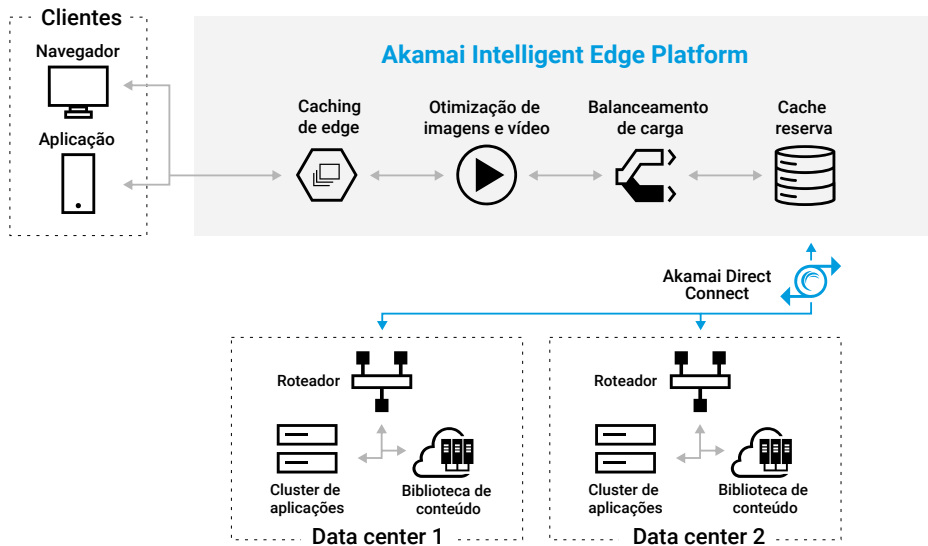 Clientes
Navegador
Aplicação
Akamai Intelligent Edge Platform
Caching
de edge
Otimização de
imagens e vídeo
Balanceamento
de carga
Cache
reserva
Akamai Direct
Connect
Roteador
Cluster de
aplicações
Biblioteca de
conteúdo
Data center 1
Roteador
Cluster de
aplicações
Biblioteca de
conteúdo
Data center 2